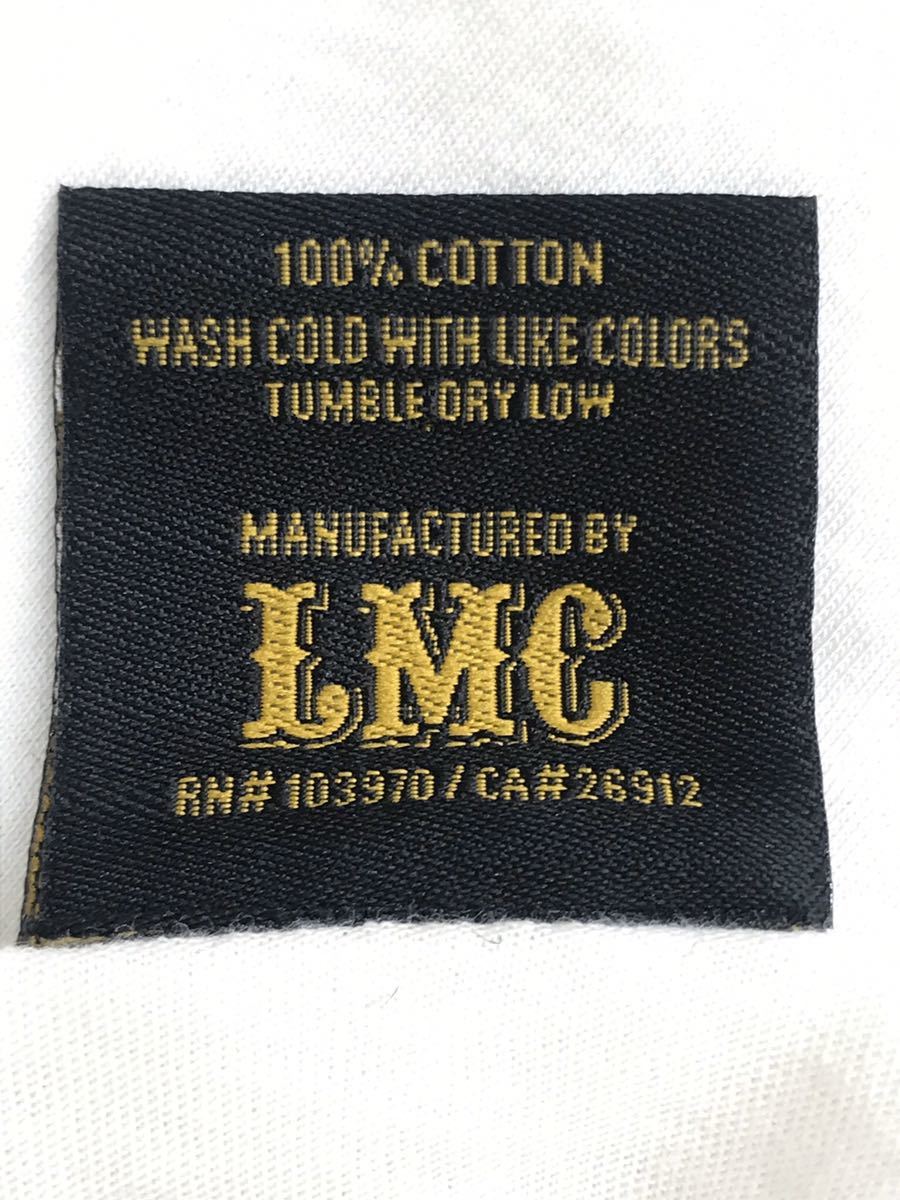 100% COTTON
WASH COLD WITH LIKE COLORS
TUMBLE DRY LOW
MANUFACTURED BY
LMC
RN# 103970 / CA# 26912